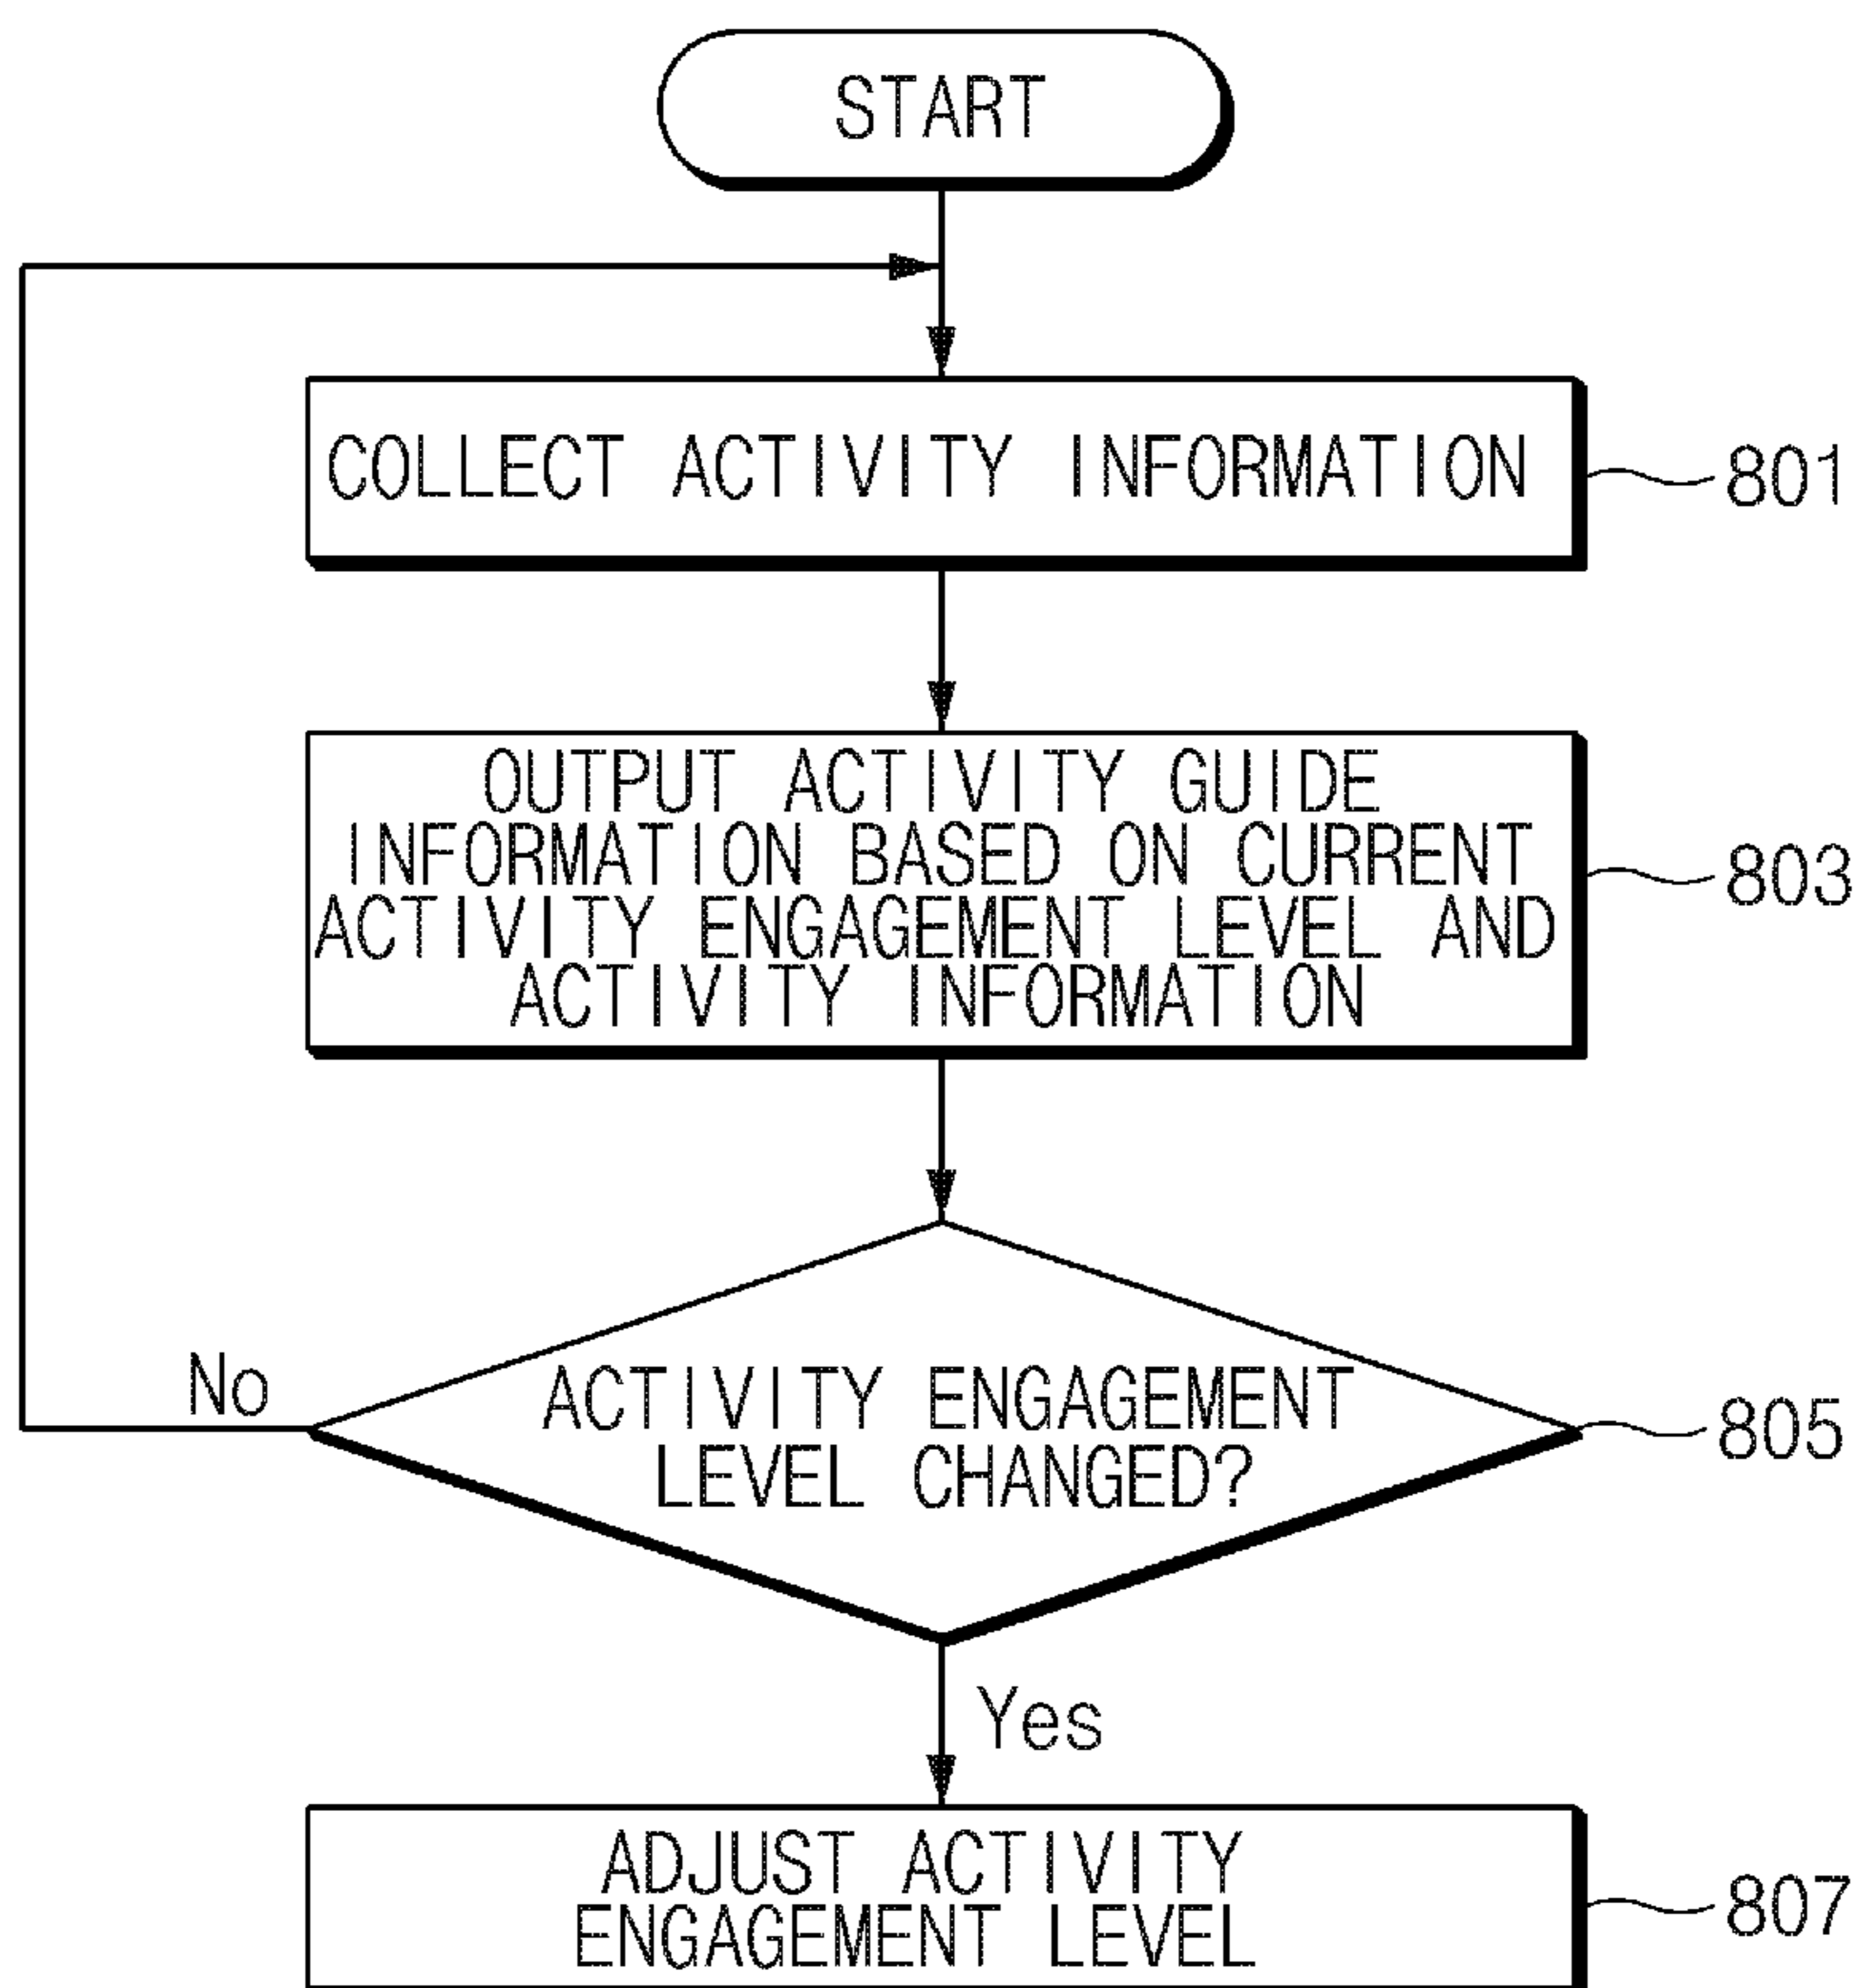 START
COLLECT ACTIVITY INFORMATION
801
OUTPUT ACTIVITY GUIDE
INFORMATION BASED ON CURRENT
ACTIVITY ENGAGEMENT LEVEL AND
ACTIVITY INFORMATION
803
No
ACTIVITY ENGAGEMENT
LEVEL CHANGED?
805
Yes
ADJUST ACTIVITY
ENGAGEMENT LEVEL
807